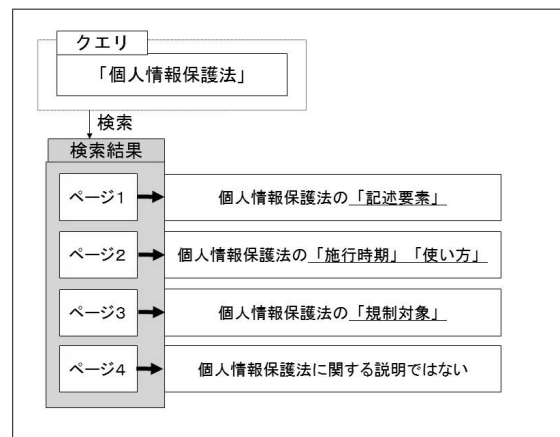 クエリ
「個人情報保護法」
検索
検索結果
ページ1
個人情報保護法の「記述要素」
ページ2
個人情報保護法の「施行時期」「使い方」
ページ3
個人情報保護法の「規制対象」
ページ4
個人情報保護法に関する説明ではない